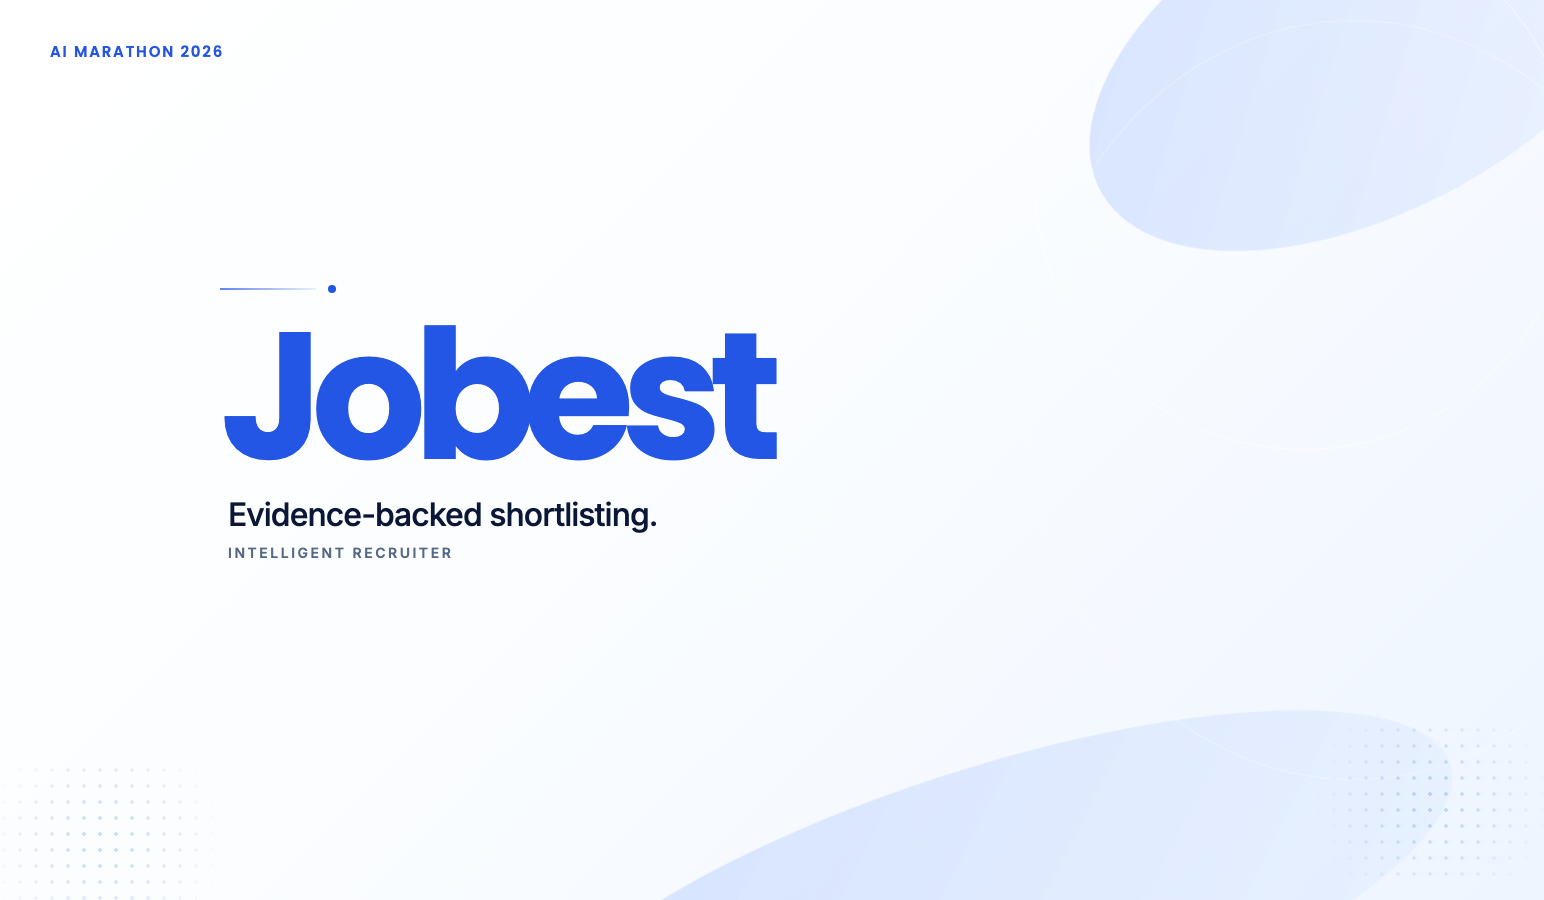 AI MARATHON 2026
Jobest
Evidence-backed shortlisting.
INTELLIGENT RECRUITER